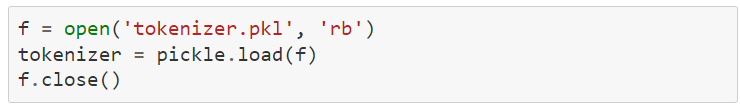 f = open('tokenizer.pkl', 'rb')
tokenizer = pickle.load(f)
f.close()